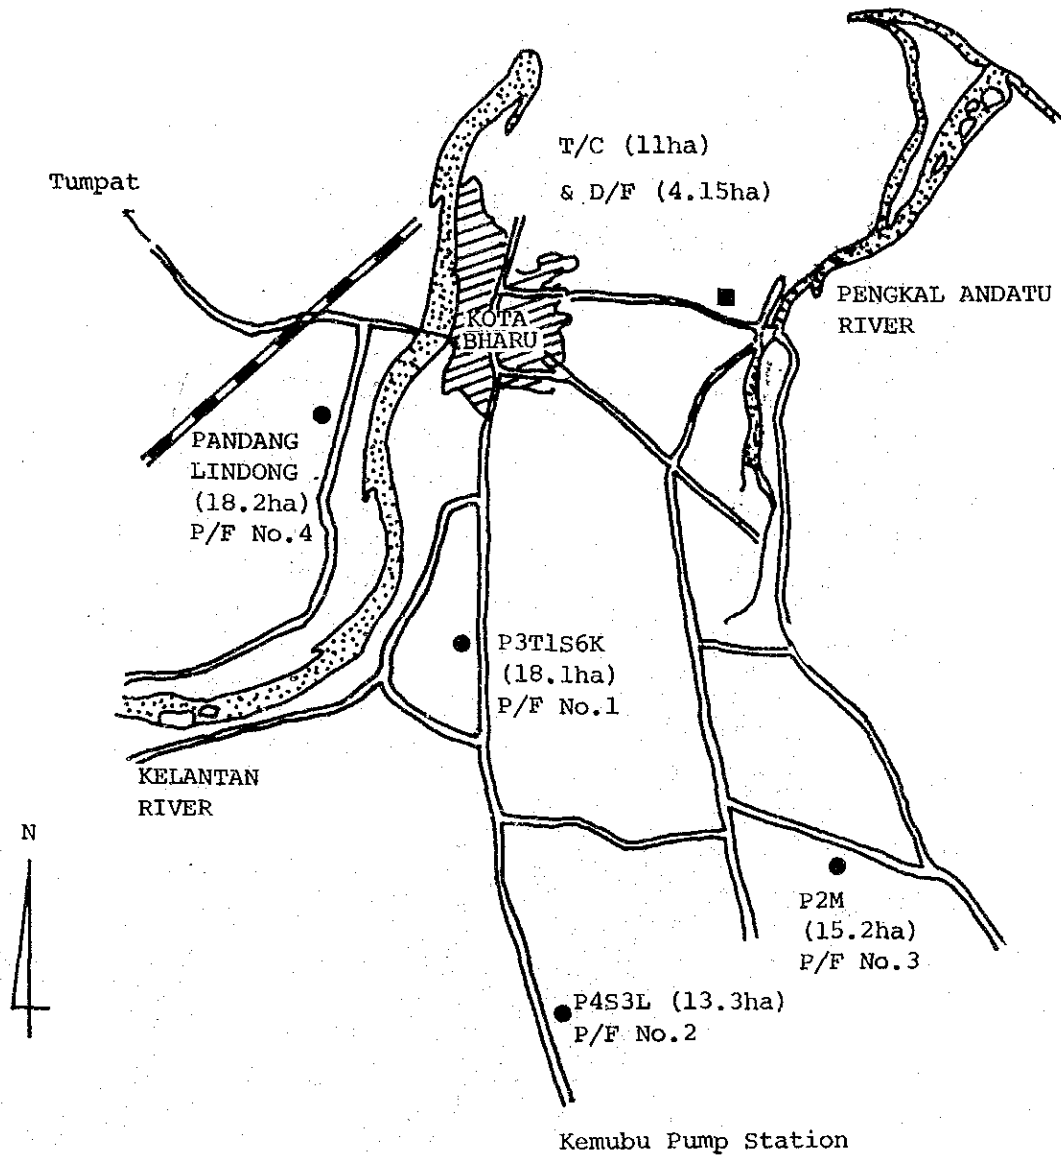 T/C (11ha)
& D/F (4.15ha)
Tumpat
PENGKAL ANDATU
RIVER
KOTA
BHARU
PANDANG
LINDONG
(18.2ha)
P/F No.4
P3T1S6K
(18.1ha)
P/F No.1
KELANTAN
RIVER
N
P2M
(15.2ha)
P/F No.3
P4S3L (13.3ha)
P/F No.2
Kemubu Pump Station